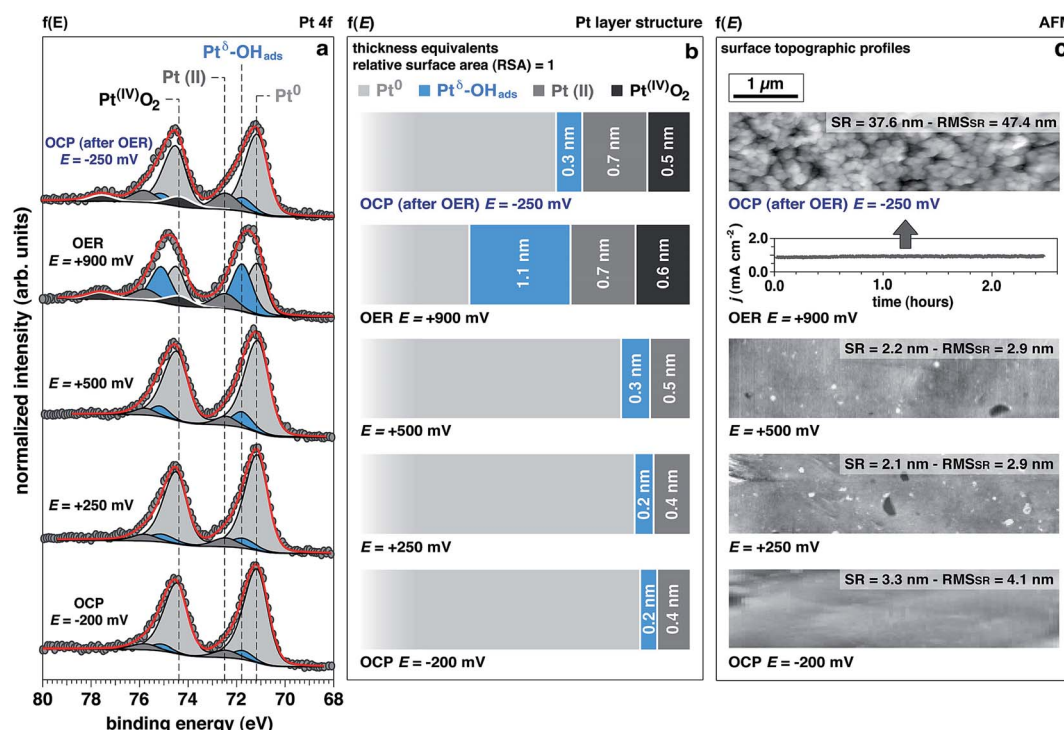 f(E) Pt 4f
a
Pt^δ-OH_ads
Pt (II)
Pt^(IV)O₂
Pt⁰
OCP (after OER)
E = -250 mV
OER
E = +900 mV
E = +500 mV
E = +250 mV
OCP
E = -200 mV
normalized intensity (arb. units)
80 76 74 72 70 68
binding energy (eV)
f(E) Pt layer structure
thickness equivalents b
relative surface area (RSA) = 1
Pt⁰ Pt^δ-OH_ads Pt (II) Pt^(IV)O₂
0.3 nm 0.7 nm 0.5 nm
OCP (after OER) E = -250 mV
1.1 nm 0.7 nm 0.6 nm
OER E = +900 mV
0.3 nm 0.5 nm
E = +500 mV
0.2 nm 0.4 nm
E = +250 mV
0.2 nm 0.4 nm
OCP E = -200 mV
f(E) AFM
surface topographic profiles c
1 µm
SR = 37.6 nm - RMS_SR = 47.4 nm
OCP (after OER) E = -250 mV
j (mA cm⁻²)
2.0
1.0
0.0
0.0 1.0 2.0
time (hours)
OER E = +900 mV
SR = 2.2 nm - RMS_SR = 2.9 nm
E = +500 mV
SR = 2.1 nm - RMS_SR = 2.9 nm
E = +250 mV
SR = 3.3 nm - RMS_SR = 4.1 nm
OCP E = -200 mV